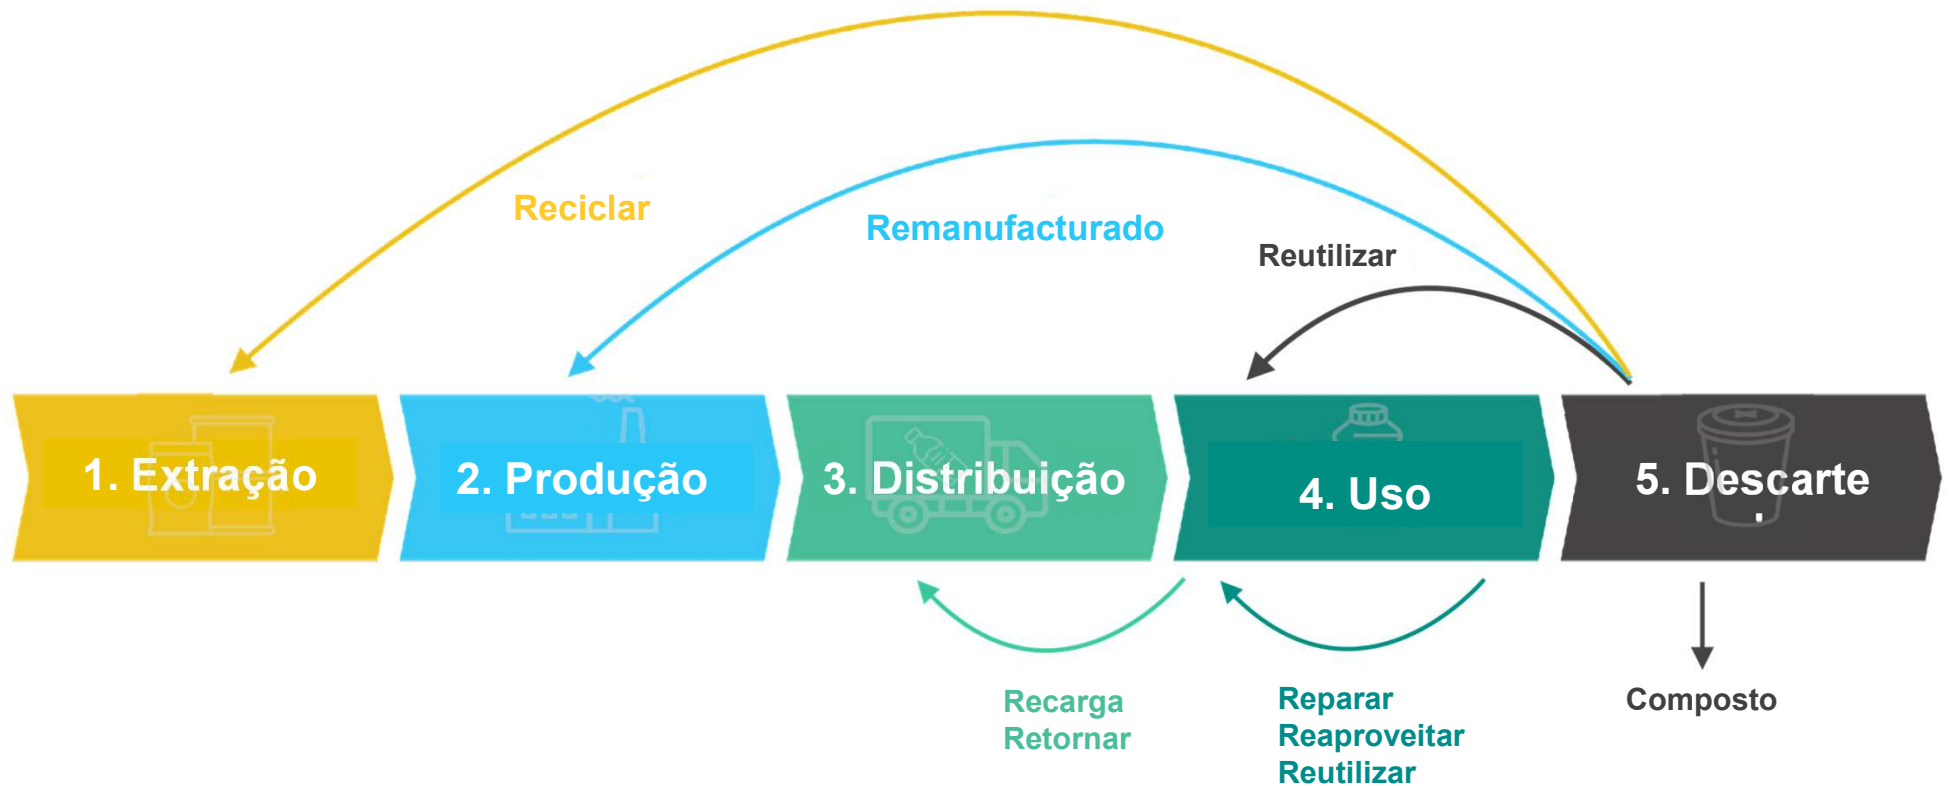 Reciclar
Remanufacturado
Reutilizar
1. Extração
2. Produção
3. Distribuição
4. Uso
5. Descarte
Recarga
Retornar
Reparar
Reaproveitar
Reutilizar
Composto